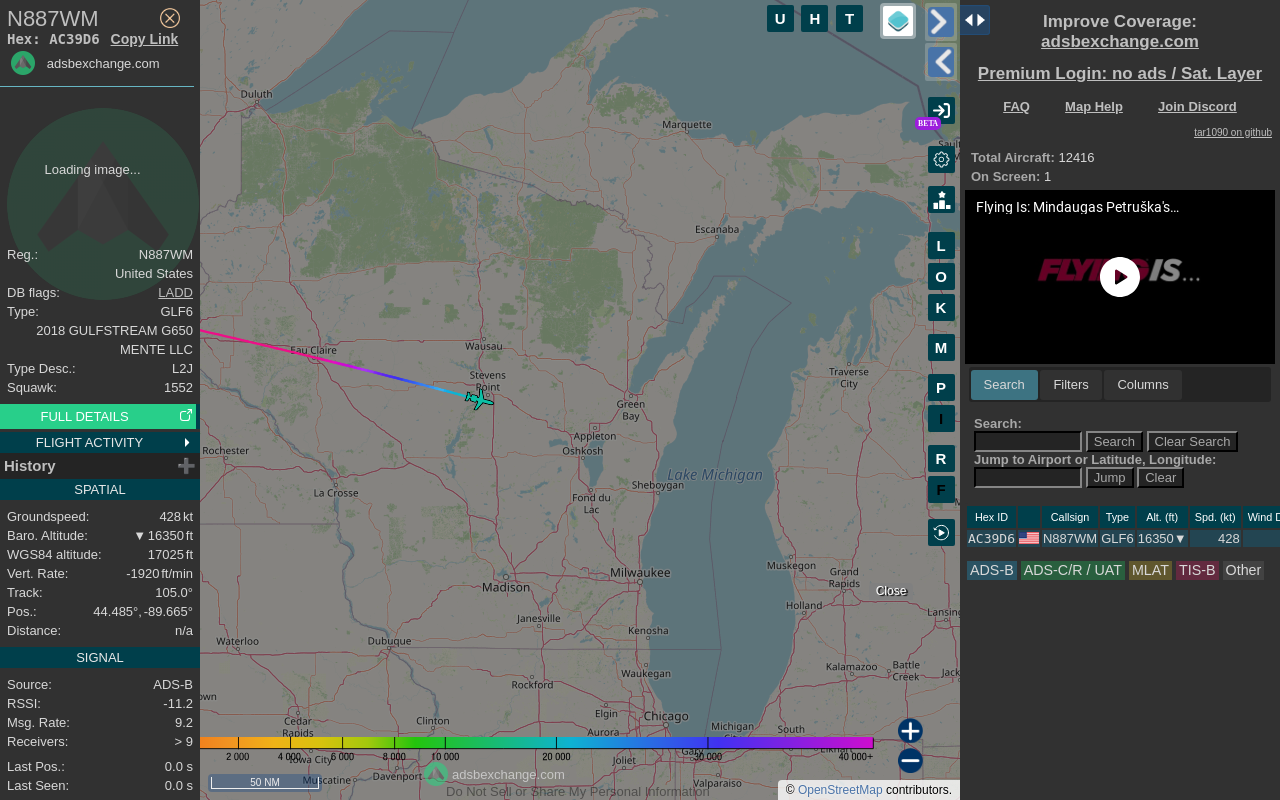 N887WM
Hex: AC39D6 Copy Link
adsbexchange.com
Loading image...
Reg.: N887WM
United States
DB flags: LADD
Type: GLF6
2018 GULFSTREAM G650
MENTE LLC
Type Desc.: L2J
Squawk: 1552
FULL DETAILS
FLIGHT ACTIVITY
History
SPATIAL
Groundspeed: 428 kt
Baro. Altitude: ▼ 16350 ft
WGS84 altitude: 17025 ft
Vert. Rate: -1920 ft/min
Track: 105.0°
Pos.: 44.485°, -89.665°
Distance: n/a
SIGNAL
Source: ADS-B
RSSI: -11.2
Msg. Rate: 9.2
Receivers: > 9
Last Pos.: 0.0 s
Last Seen: 0.0 s
U H T
BETA
L
O
K
M
P
I
R
F
Duluth
Marquette
Escanaba
Eau Claire
Wausau
Stevens
Point
Green
Bay
Traverse
City
Appleton
Oshkosh
Rochester
La Crosse
Fond du
Lac
Sheboygan
Lake Michigan
Muskegon
Grand
Rapids
Milwaukee
Madison
Close
Holland
Lansing
Janesville
Kenosha
Waterloo
Dubuque
Waukegan
Kalamazoo
Battle
Creek
Jack
Rockford
Cedar
Rapids
Clinton
Elgin
Chicago
Aurora
Michigan
South
Iowa City
Muscatine
Davenport
Joliet
Valparaiso
2 000 4 000 6 000 8 000 10 000 20 000 30 000 40 000+
50 NM
adsbexchange.com
Do Not Sell or Share My Personal Information
© OpenStreetMap contributors.
Improve Coverage:
adsbexchange.com
Premium Login: no ads / Sat. Layer
FAQ Map Help Join Discord
tar1090 on github
Total Aircraft: 12416
On Screen: 1
Flying Is: Mindaugas Petruška's...
FLYING IS...
Search Filters Columns
Search:
Search Clear Search
Jump to Airport or Latitude, Longitude:
Jump Clear
Hex ID Callsign Type Alt. (ft) Spd. (kt) Wind D
AC39D6 N887WM GLF6 16350▼ 428
ADS-B ADS-C/R / UAT MLAT TIS-B Other